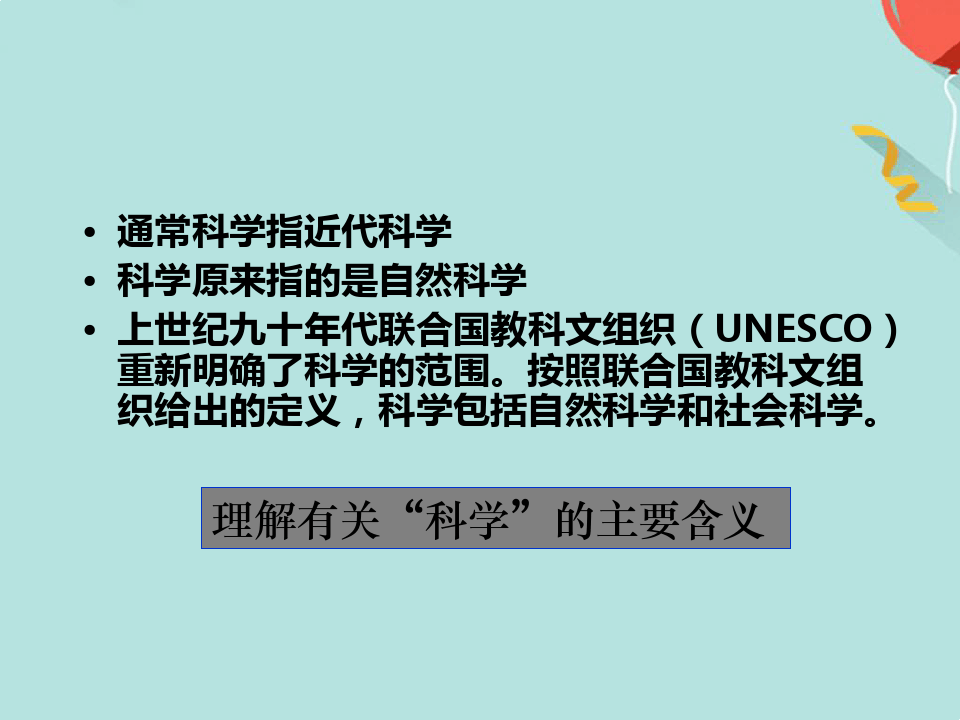 • 通常科学指近代科学
• 科学原来指的是自然科学
• 上世纪九十年代联合国教科文组织（UNESCO）
重新明确了科学的范围。按照联合国教科文组
织给出的定义，科学包括自然科学和社会科学。
理解有关“科学”的主要含义